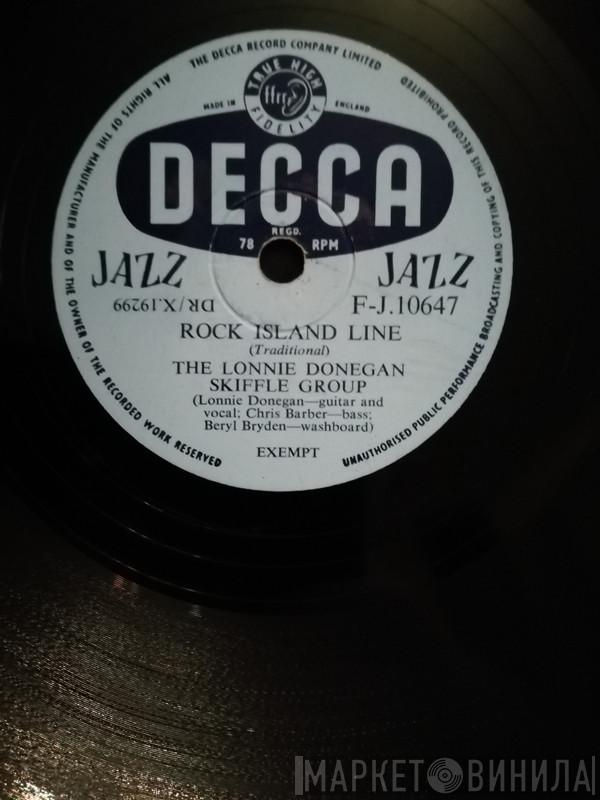 THE DECCA RECORD COMPANY LIMITED
ALL RIGHTS OF THE MANUFACTURER AND OF THE OWNER OF THE RECORDED WORK RESERVED
UNAUTHORISED PUBLIC PERFORMANCE BROADCASTING AND COPYING OF THIS RECORD PROHIBITED
TRUE HIGH
ffrr
FIDELITY
MADE IN ENGLAND
DECCA
REGD.
78 RPM
JAZZ JAZZ
DR/X.19299 F-J.10647
ROCK ISLAND LINE
(Traditional)
THE LONNIE DONEGAN
SKIFFLE GROUP
(Lonnie Donegan—guitar and
vocal; Chris Barber—bass;
Beryl Bryden—washboard)
EXEMPT
МАРКЕТ ВИНИЛА